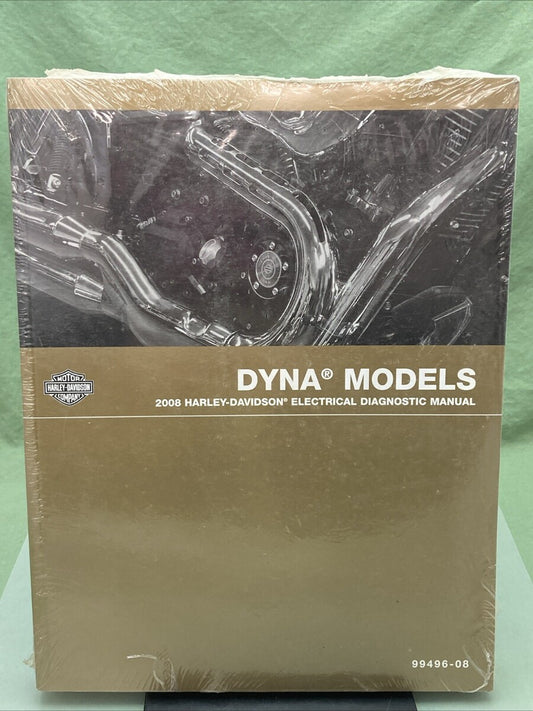 DYNA® MODELS
MOTOR
HARLEY-DAVIDSON
COMPANY
2008 HARLEY-DAVIDSON® ELECTRICAL DIAGNOSTIC MANUAL
99496-08